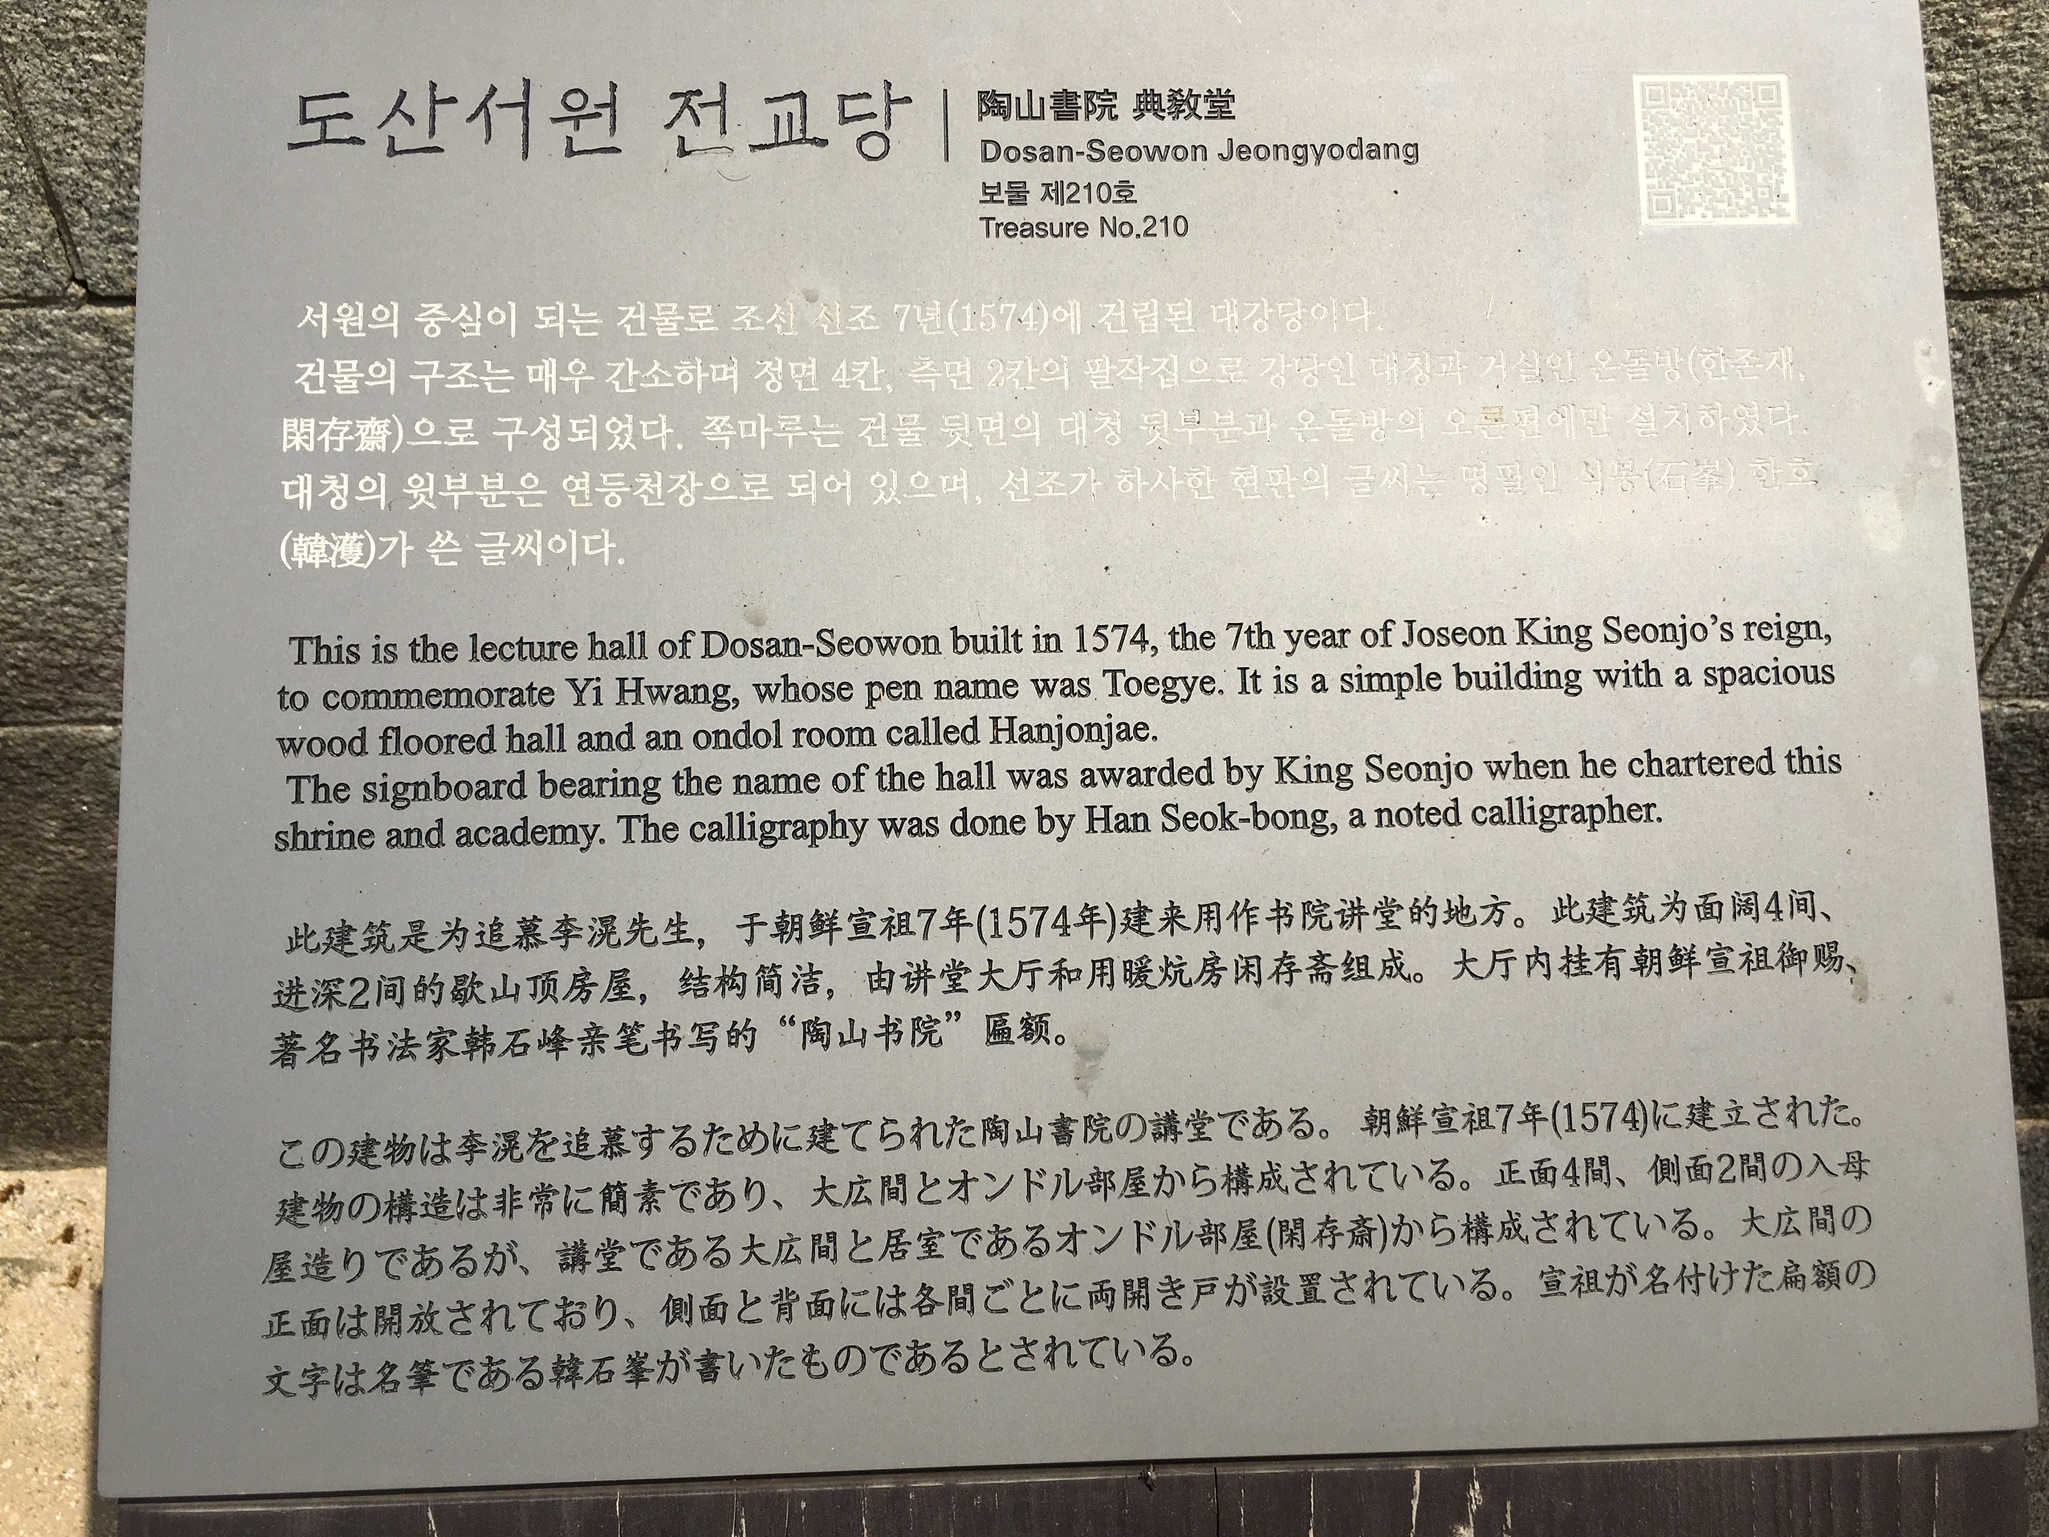 도산서원 전교당
陶山書院 典敎堂
Dosan-Seowon Jeongyodang
보물 제210호
Treasure No.210
서원의 중심이 되는 건물로 조선 선조 7년(1574)에 건립된 대강당이다.
건물의 구조는 매우 간소하며 정면 4칸, 측면 2칸의 팔작집으로 강당인 대청과 거실인 온돌방(한존재,
閑存齋)으로 구성되었다. 쪽마루는 건물 뒷면의 대청 뒷부분과 온돌방의 오른편에만 설치하였다.
대청의 윗부분은 연등천장으로 되어 있으며, 선조가 하사한 현판의 글씨는 명필인 석봉(石峯) 한호
(韓濩)가 쓴 글씨이다.
This is the lecture hall of Dosan-Seowon built in 1574, the 7th year of Joseon King Seonjo's reign,
to commemorate Yi Hwang, whose pen name was Toegye. It is a simple building with a spacious
wood floored hall and an ondol room called Hanjonjae.
The signboard bearing the name of the hall was awarded by King Seonjo when he chartered this
shrine and academy. The calligraphy was done by Han Seok-bong, a noted calligrapher.
此建筑是为追慕李滉先生，于朝鲜宣祖7年(1574年)建来用作书院讲堂的地方。此建筑为面阔4间、
进深2间的歇山顶房屋，结构简洁，由讲堂大厅和用暖炕房闲存斋组成。大厅内挂有朝鲜宣祖御赐、
著名书法家韩石峰亲笔书写的“陶山书院”匾额。
この建物は李滉を追慕するために建てられた陶山書院の講堂である。朝鮮宣祖7年(1574)に建立された。
建物の構造は非常に簡素であり、大広間とオンドル部屋から構成されている。正面4間、側面2間の入母
屋造りであるが、講堂である大広間と居室であるオンドル部屋(閑存斎)から構成されている。大広間の
正面は開放されており、側面と背面には各間ごとに両開き戸が設置されている。宣祖が名付けた扁額の
文字は名筆である韓石峯が書いたものであるとされている。